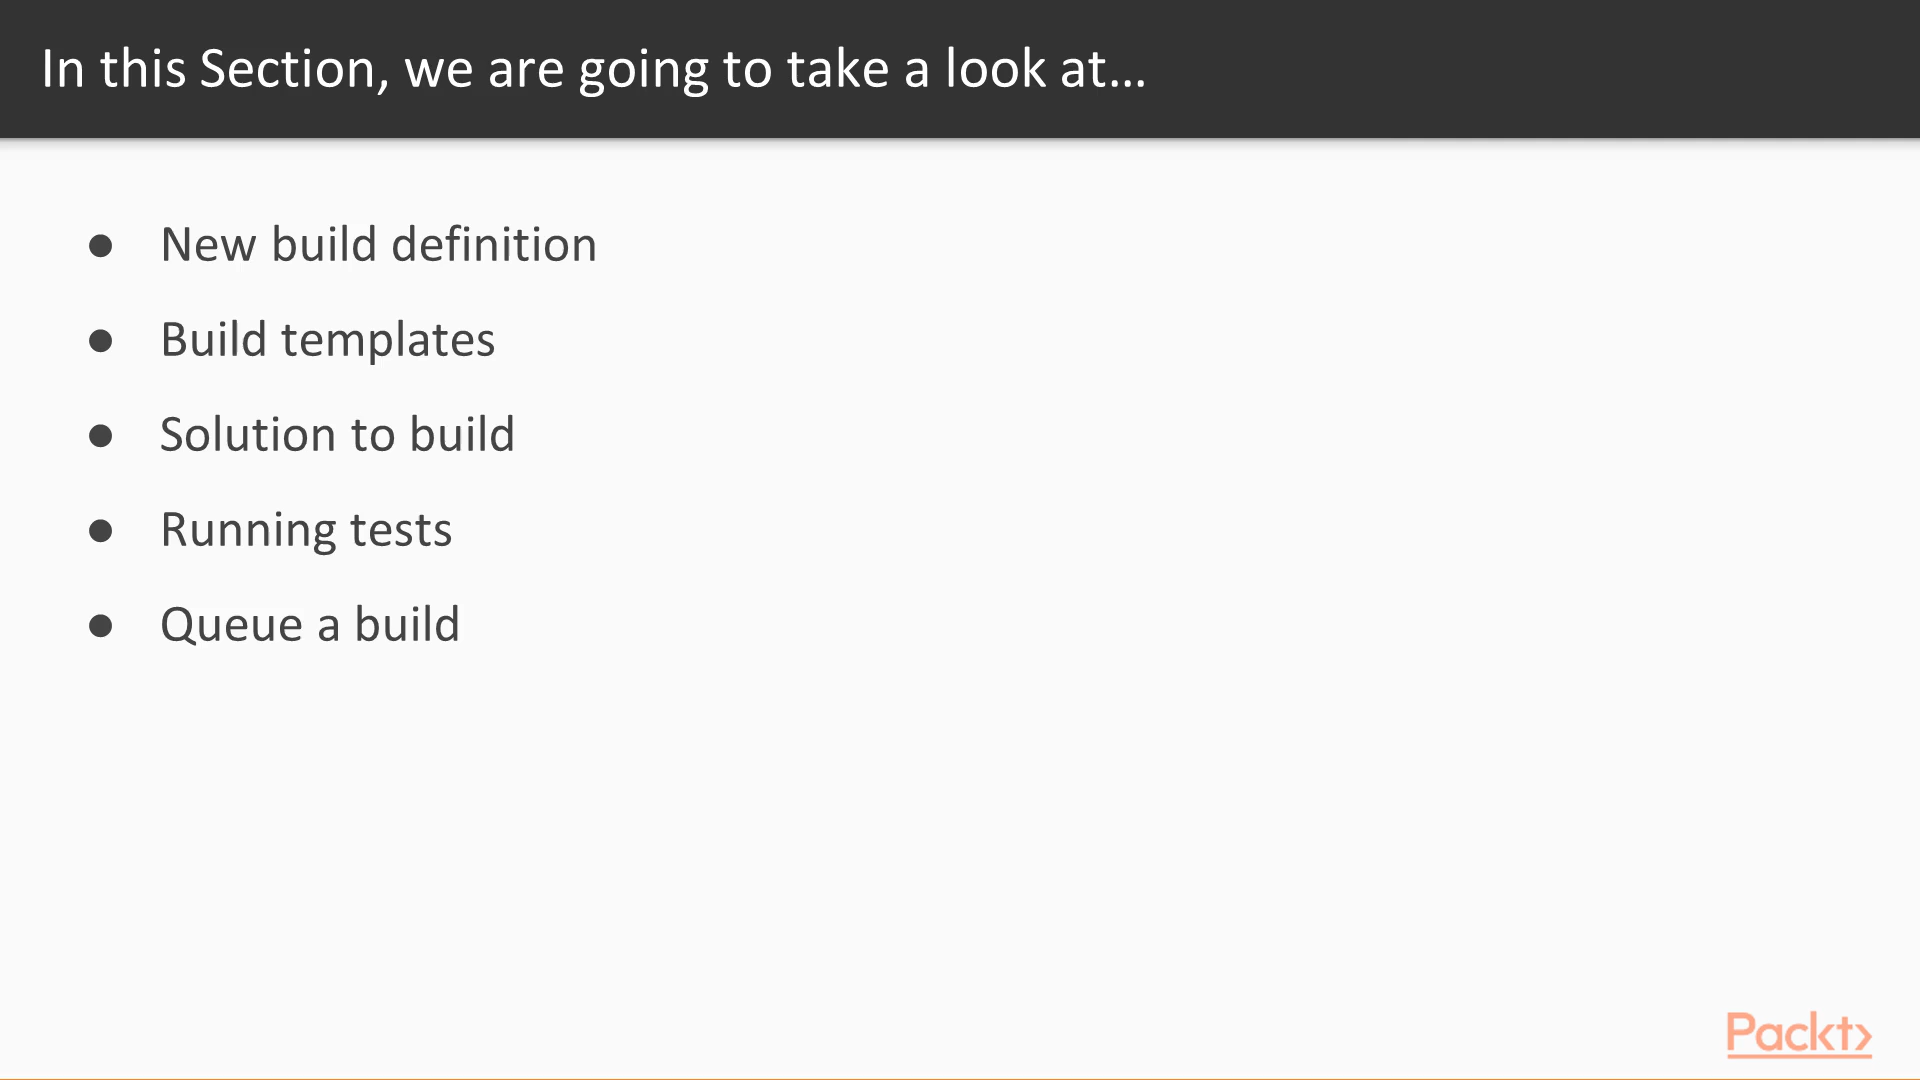 In this Section, we are going to take a look at...
● New build definition
● Build templates
● Solution to build
● Running tests
● Queue a build
Packt>